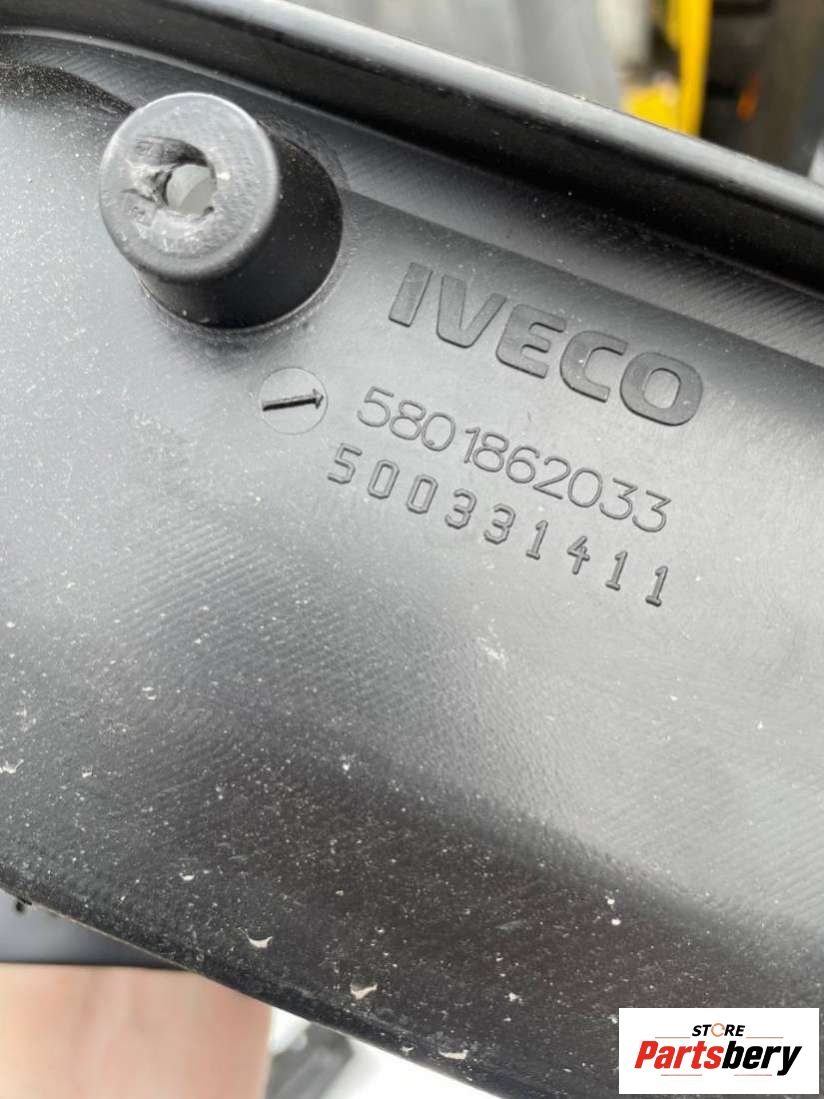 IVECO
5801862033
500331411
STORE
Partsbery